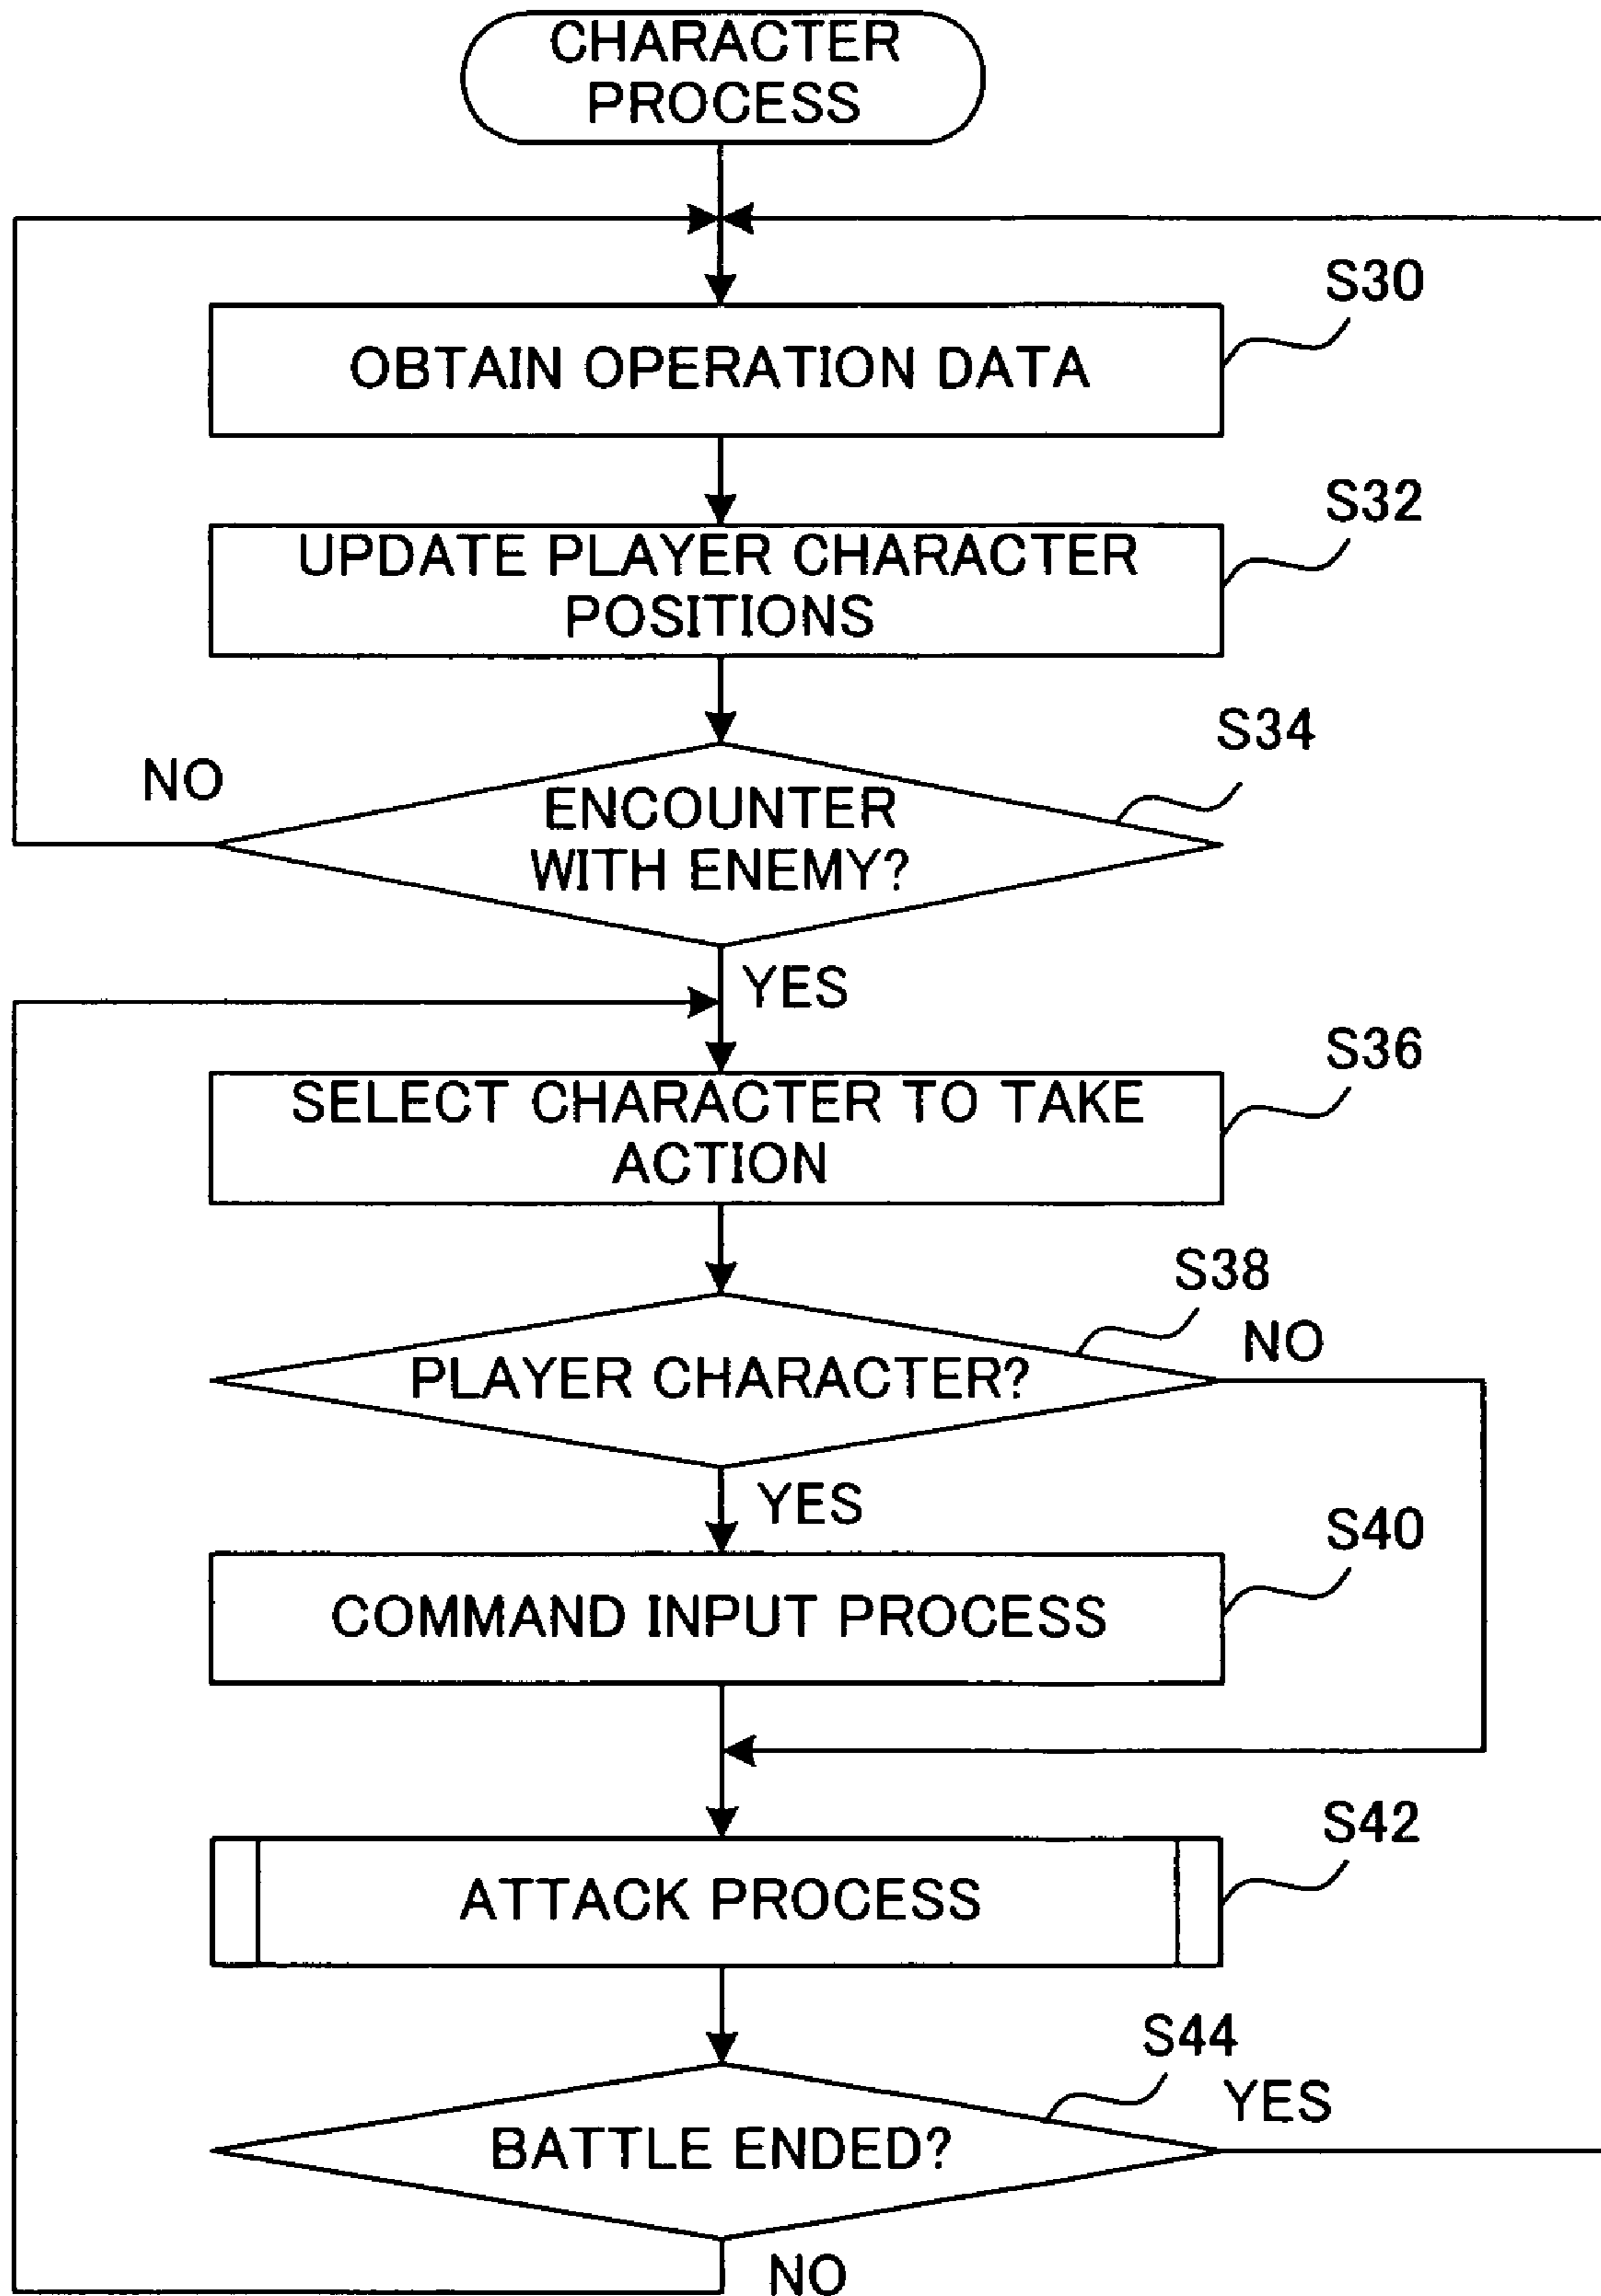 CHARACTER
PROCESS
S30
OBTAIN OPERATION DATA
S32
UPDATE PLAYER CHARACTER
POSITIONS
S34
NO
ENCOUNTER
WITH ENEMY?
YES
S36
SELECT CHARACTER TO TAKE
ACTION
S38
NO
PLAYER CHARACTER?
YES
S40
COMMAND INPUT PROCESS
S42
ATTACK PROCESS
S44
YES
BATTLE ENDED?
NO